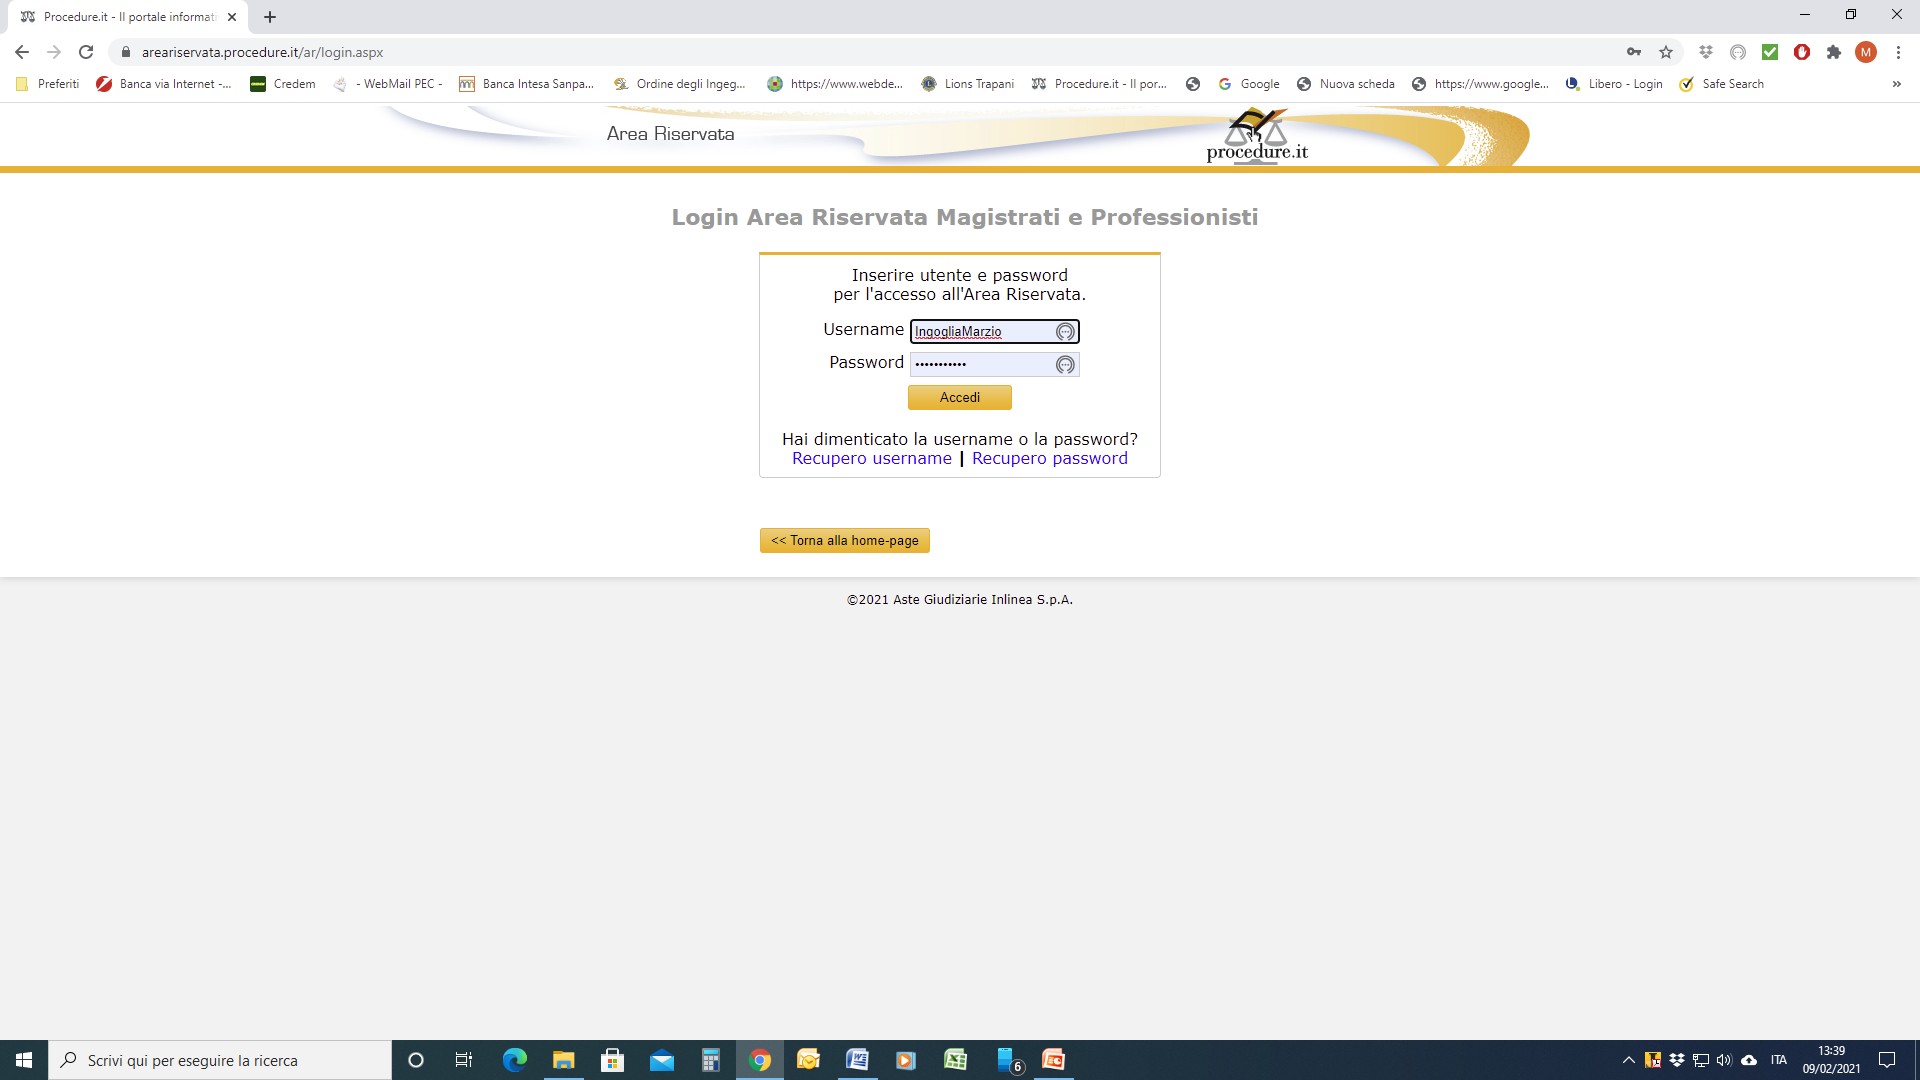 Procedure.it - Il portale informati
areariservata.procedure.it/ar/login.aspx
M
Preferiti
Banca via Internet -...
Credem
- WebMail PEC -
Banca Intesa Sanpa...
Ordine degli Ingeg...
https://www.webde...
Lions Trapani
Procedure.it - Il por...
Google
Nuova scheda
https://www.google...
Libero - Login
Safe Search
»
Area Riservata
procedure.it
Login Area Riservata Magistrati e Professionisti
Inserire utente e password
per l'accesso all'Area Riservata.
Username IngogliaMarzio
Password •••••••••••
Accedi
Hai dimenticato la username o la password?
Recupero username | Recupero password
<< Torna alla home-page
©2021 Aste Giudiziarie Inlinea S.p.A.
Scrivi qui per eseguire la ricerca
6
ITA
13:39
09/02/2021